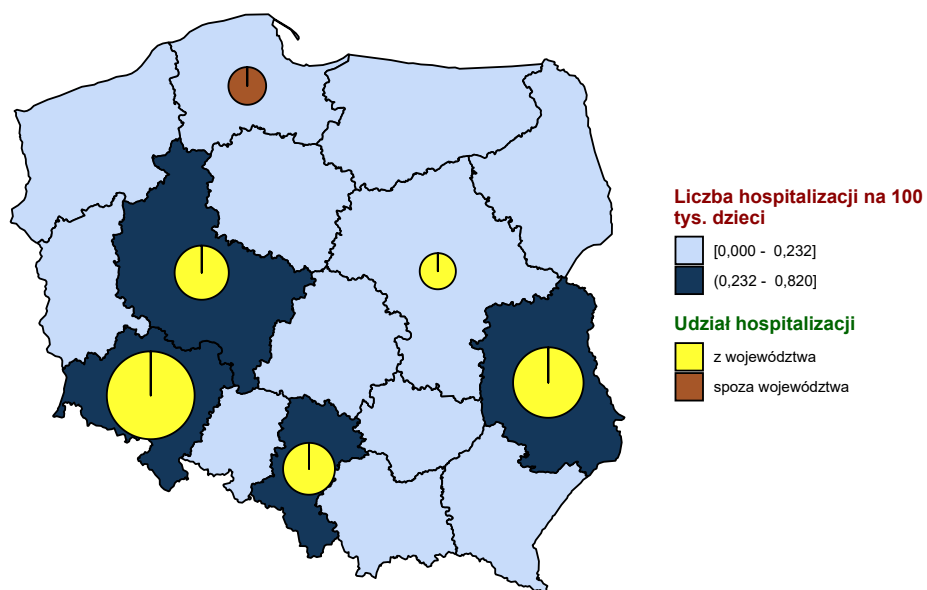 Liczba hospitalizacji na 100
tys. dzieci
[0,000 - 0,232]
(0,232 - 0,820]
Udział hospitalizacji
z województwa
spoza województwa